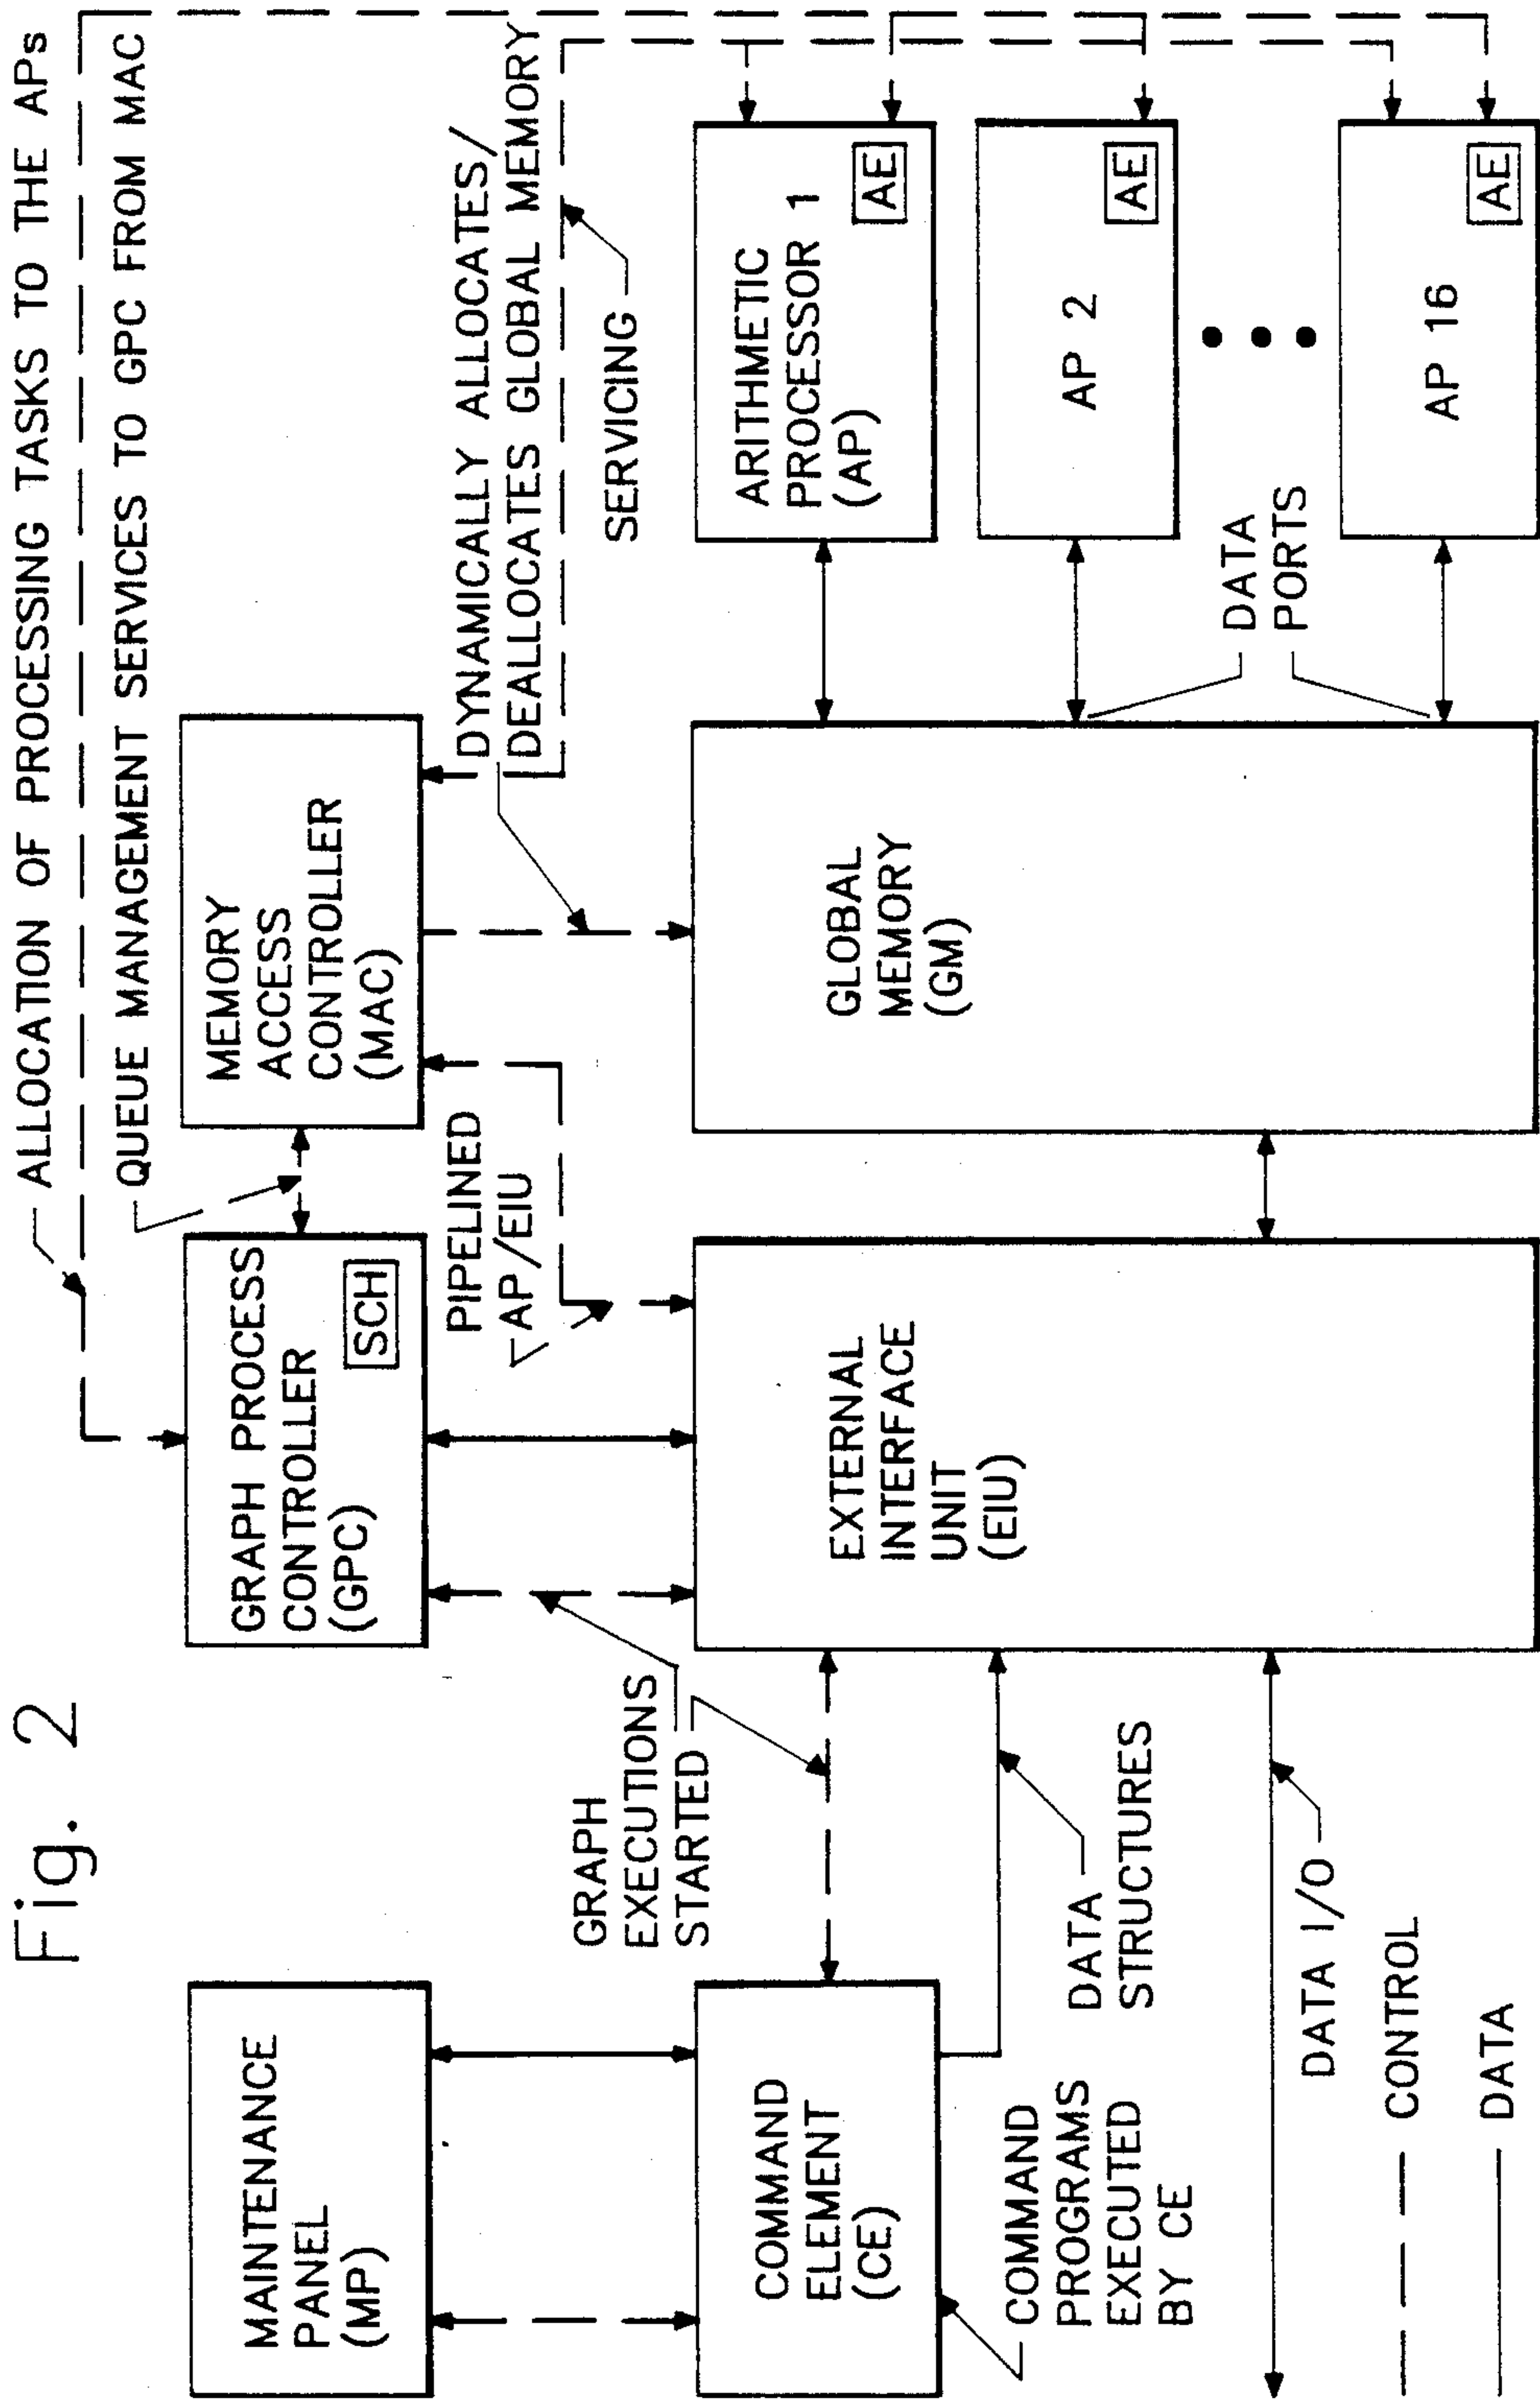 Fig. 2
ALLOCATION OF PROCESSING TASKS TO THE APs
QUEUE MANAGEMENT SERVICES TO GPC FROM MAC
MAINTENANCE
PANEL
(MP)
GRAPH PROCESS
CONTROLLER
(GPC)
SCH
MEMORY
ACCESS
CONTROLLER
(MAC)
DYNAMICALLY ALLOCATES/
DEALLOCATES GLOBAL MEMORY
SERVICING
PIPELINED
AP/EIU
GRAPH
EXECUTIONS
STARTED
COMMAND
ELEMENT
(CE)
EXTERNAL
INTERFACE
UNIT
(EIU)
GLOBAL
MEMORY
(GM)
ARITHMETIC
PROCESSOR 1
(AP)
AE
AP 2
AE
AP 16
AE
DATA
PORTS
DATA
STRUCTURES
COMMAND
PROGRAMS
EXECUTED
BY CE
DATA I/O
CONTROL
DATA